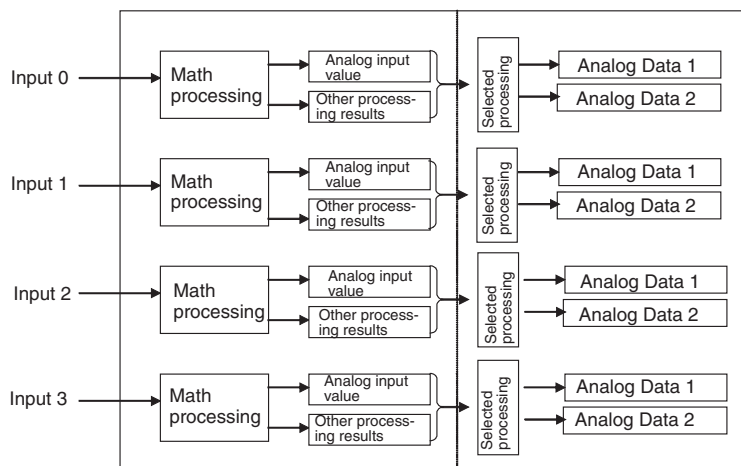 Input 0
Math
processing
Analog input
value
Other process-
ing results
Selected
processing
Analog Data 1
Analog Data 2
Input 1
Math
processing
Analog input
value
Other process-
ing results
Selected
processing
Analog Data 1
Analog Data 2
Input 2
Math
processing
Analog input
value
Other process-
ing results
Selected
processing
Analog Data 1
Analog Data 2
Input 3
Math
processing
Analog input
value
Other process-
ing results
Selected
processing
Analog Data 1
Analog Data 2